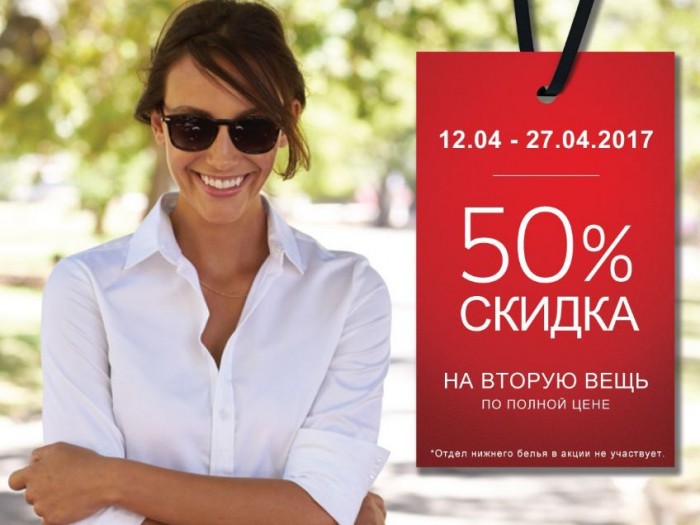 12.04 - 27.04.2017
50%
СКИДКА
НА ВТОРУЮ ВЕЩЬ
ПО ПОЛНОЙ ЦЕНЕ
*Отдел нижнего белья в акции не участвует.